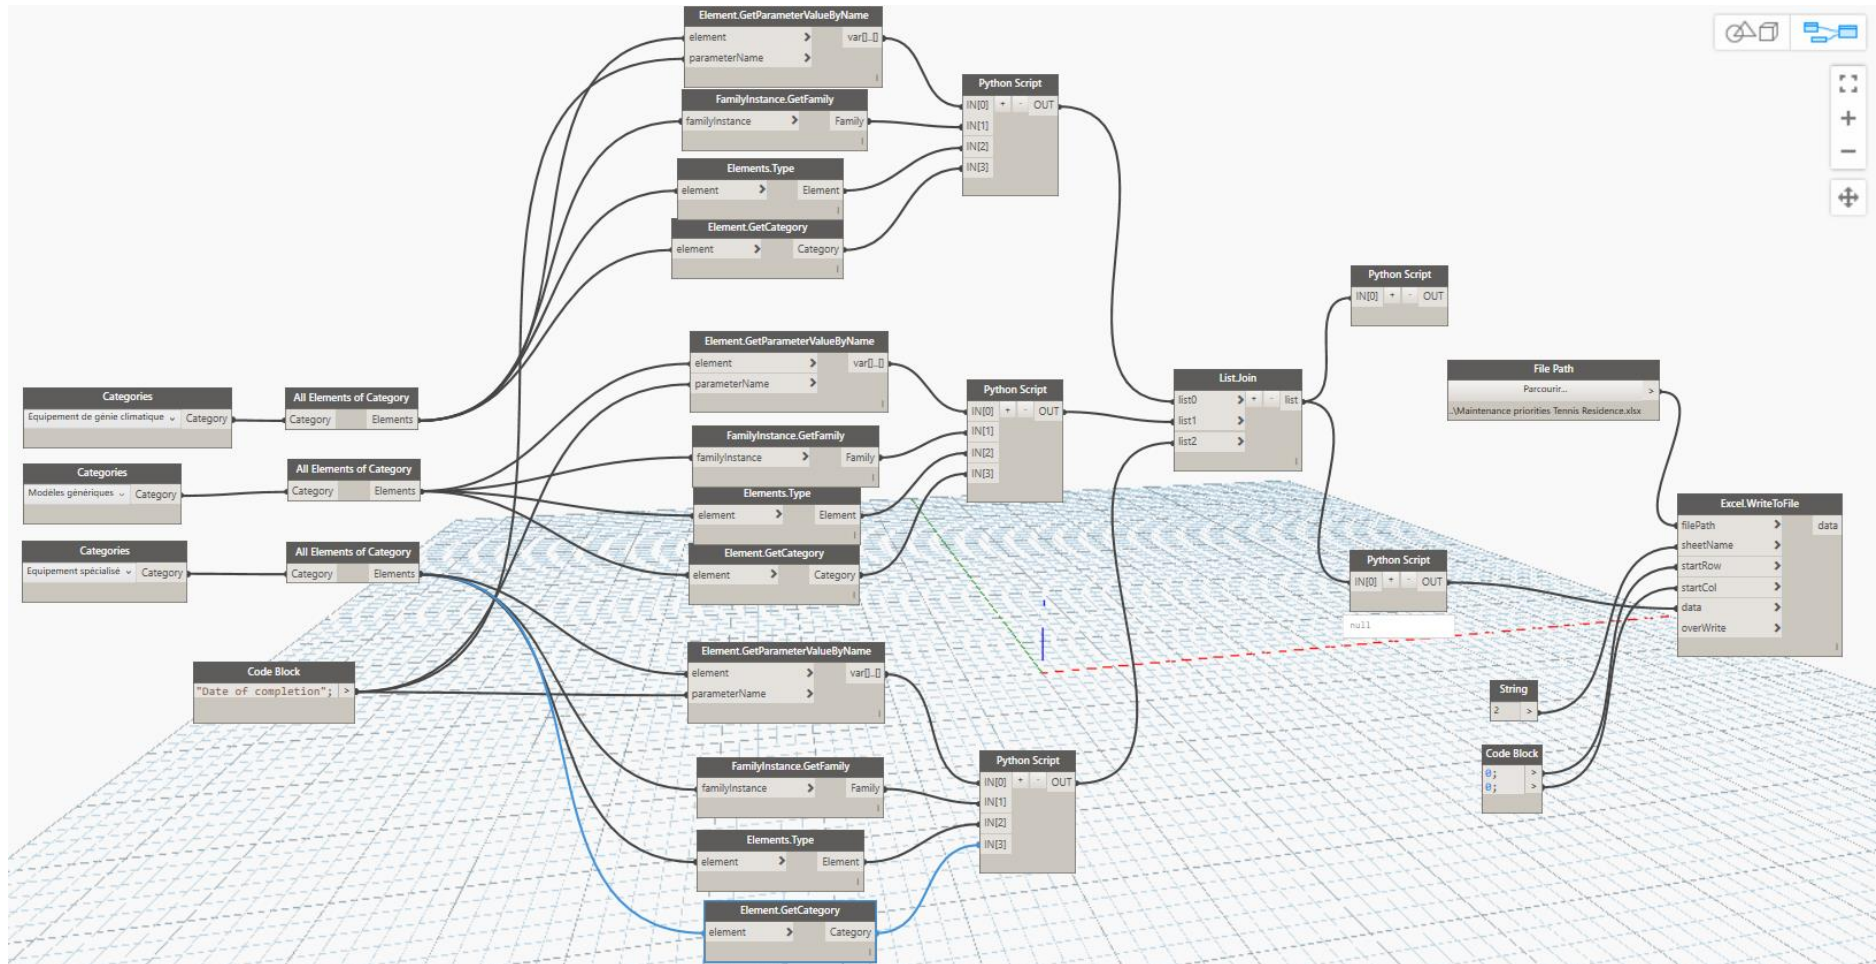 Element.GetParameterValueByName
element > var[]..[]
parameterName >
FamilyInstance.GetFamily
familyInstance > Family
Elements.Type
element > Element
Element.GetCategory
element > Category
Python Script
IN[0] + - OUT
IN[1]
IN[2]
IN[3]
Categories
Equipement de génie climatique Category
All Elements of Category
Category Elements
Categories
Modèles génériques Category
All Elements of Category
Category Elements
Categories
Equipement spécialisé Category
All Elements of Category
Category Elements
Code Block
"Date of completion"; >
Element.GetParameterValueByName
element > var[]..[]
parameterName >
FamilyInstance.GetFamily
familyInstance > Family
Elements.Type
element > Element
Element.GetCategory
element > Category
Python Script
IN[0] + - OUT
IN[1]
IN[2]
IN[3]
Element.GetParameterValueByName
element > var[]..[]
parameterName >
FamilyInstance.GetFamily
familyInstance > Family
Elements.Type
element > Element
Element.GetCategory
element > Category
Python Script
IN[0] + - OUT
IN[1]
IN[2]
IN[3]
List.Join
list0 > + - list
list1 >
list2 >
Python Script
IN[0] + - OUT
Python Script
IN[0] + - OUT
null
File Path
Parcourir... >
.\Maintenance priorities Tennis Residence.xlsx
Excel.WriteToFile
filePath > data
sheetName >
startRow >
startCol >
data >
overWrite >
String
2 >
Code Block
0; >
0; >